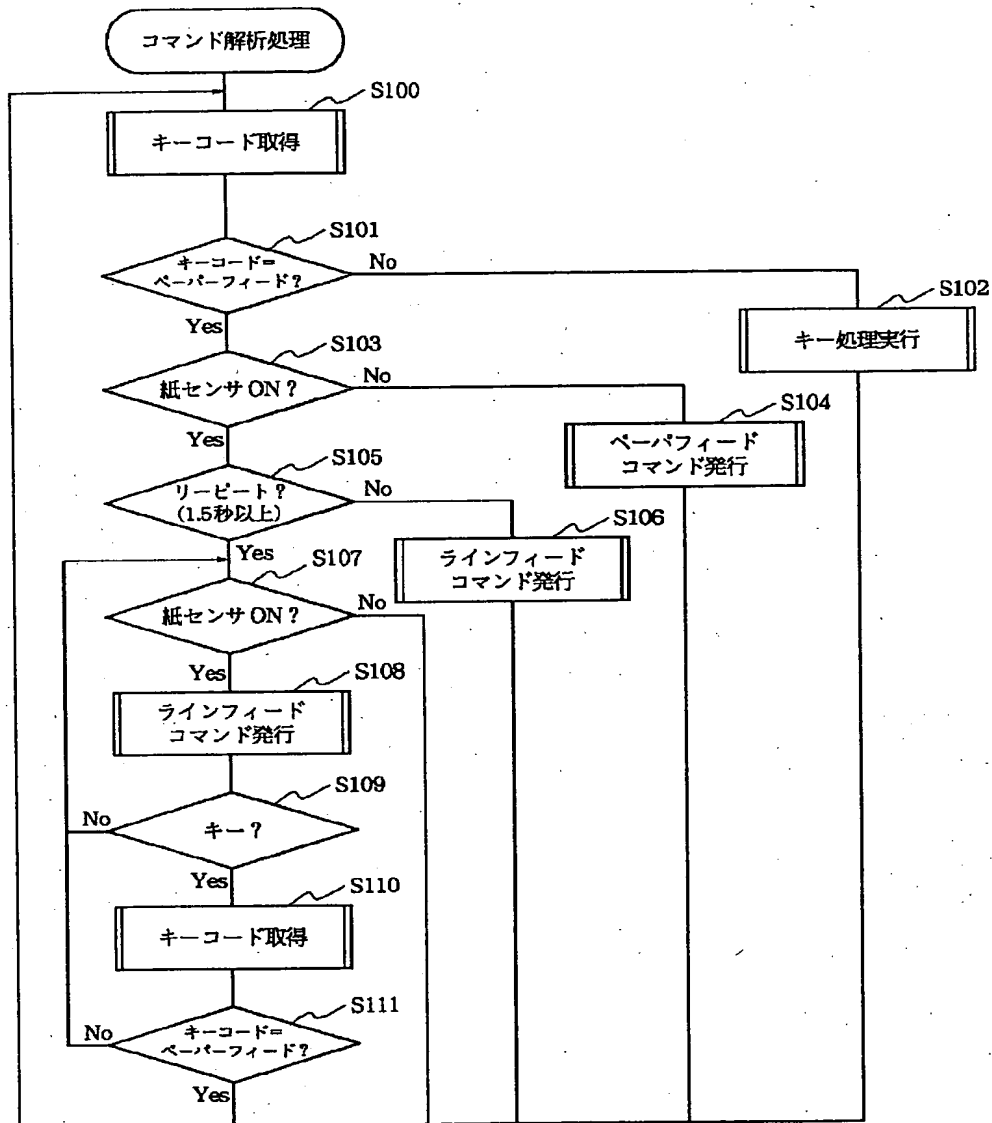 コマンド解析処理
S100
キーコード取得
S101
キーコード=
ペーパーフィード?
No
Yes
S102
キー処理実行
S103
紙センサON?
No
Yes
S104
ペーパフィード
コマンド発行
S105
リーピート?
(1.5秒以上)
No
Yes
S106
ラインフィード
コマンド発行
S107
紙センサON?
No
Yes
S108
ラインフィード
コマンド発行
S109
キー?
No
Yes
S110
キーコード取得
S111
キーコード=
ペーパーフィード?
No
Yes